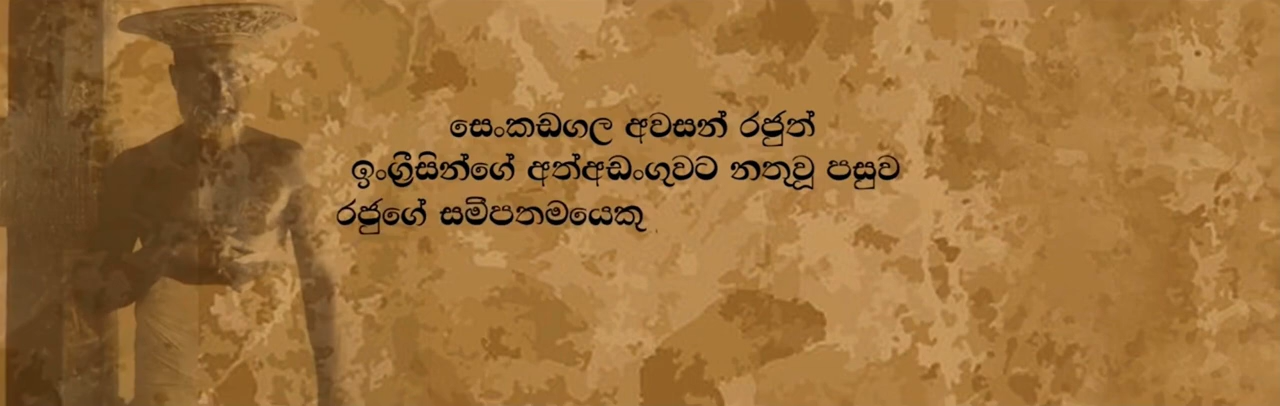 සෙංකඩගල අවසන් රජුත්
ඉංග්‍රීසින්ගේ අත්අඩංගුවට නතුවූ පසුව
රජුගේ සමීපතමයෙකු